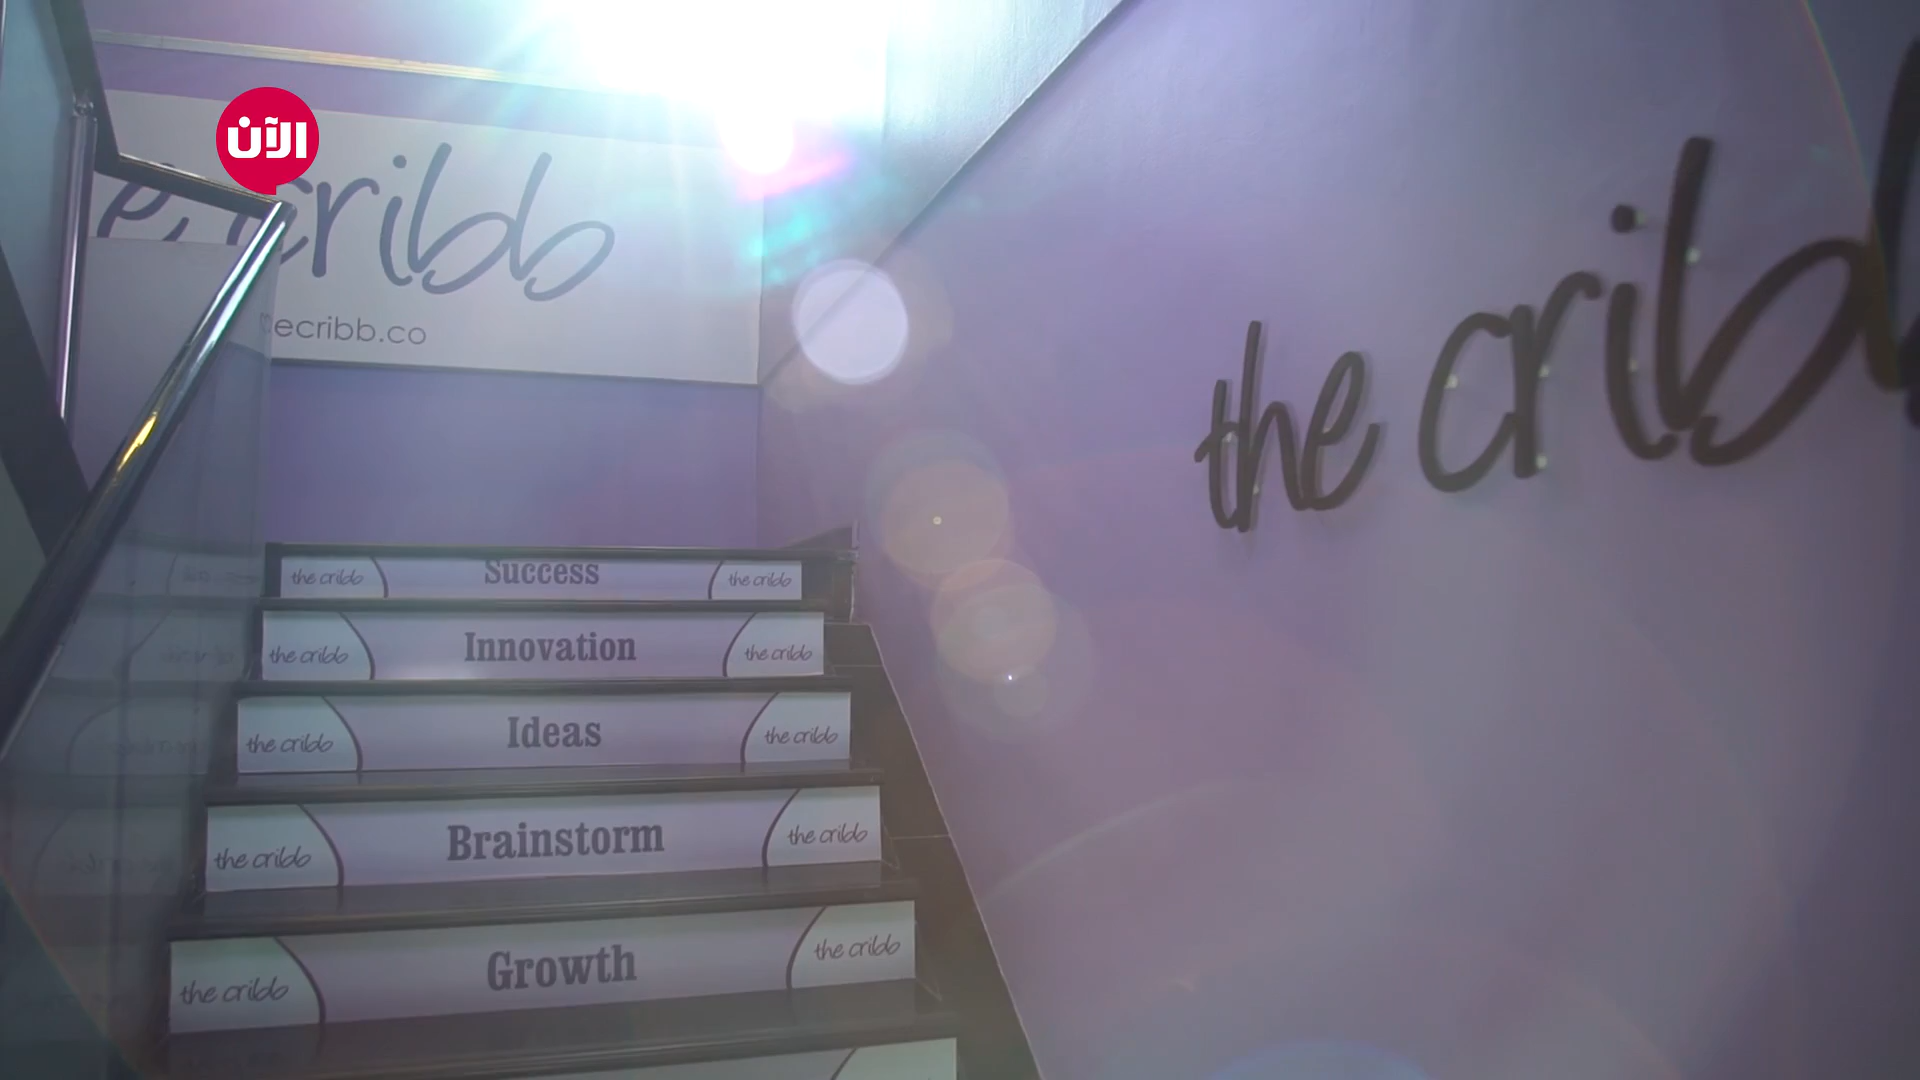 الآن
e cribb
ecribb.co
the crib
the cribb Success the cribb
the cribb Innovation the cribb
the cribb Ideas the cribb
the cribb Brainstorm the cribb
the cribb Growth the cribb